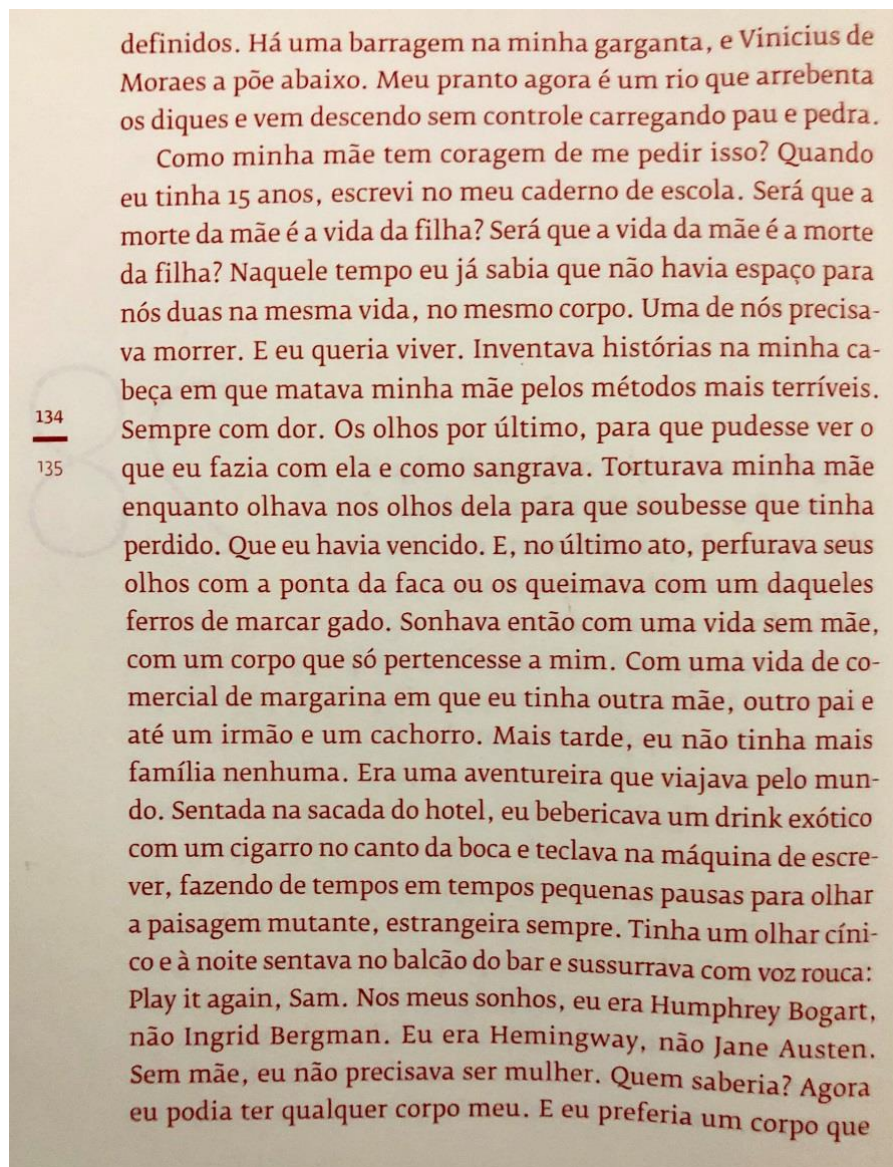 definidos. Há uma barragem na minha garganta, e Vinicius de
Moraes a põe abaixo. Meu pranto agora é um rio que arrebenta
os diques e vem descendo sem controle carregando pau e pedra.
Como minha mãe tem coragem de me pedir isso? Quando
eu tinha 15 anos, escrevi no meu caderno de escola. Será que a
morte da mãe é a vida da filha? Será que a vida da mãe é a morte
da filha? Naquele tempo eu já sabia que não havia espaço para
nós duas na mesma vida, no mesmo corpo. Uma de nós precisa-
va morrer. E eu queria viver. Inventava histórias na minha ca-
beça em que matava minha mãe pelos métodos mais terríveis.
134
Sempre com dor. Os olhos por último, para que pudesse ver o
135
que eu fazia com ela e como sangrava. Torturava minha mãe
enquanto olhava nos olhos dela para que soubesse que tinha
perdido. Que eu havia vencido. E, no último ato, perfurava seus
olhos com a ponta da faca ou os queimava com um daqueles
ferros de marcar gado. Sonhava então com uma vida sem mãe,
com um corpo que só pertencesse a mim. Com uma vida de co-
mercial de margarina em que eu tinha outra mãe, outro pai e
até um irmão e um cachorro. Mais tarde, eu não tinha mais
família nenhuma. Era uma aventureira que viajava pelo mun-
do. Sentada na sacada do hotel, eu bebericava um drink exótico
com um cigarro no canto da boca e teclava na máquina de escre-
ver, fazendo de tempos em tempos pequenas pausas para olhar
a paisagem mutante, estrangeira sempre. Tinha um olhar cíni-
co e à noite sentava no balcão do bar e sussurrava com voz rouca:
Play it again, Sam. Nos meus sonhos, eu era Humphrey Bogart,
não Ingrid Bergman. Eu era Hemingway, não Jane Austen.
Sem mãe, eu não precisava ser mulher. Quem saberia? Agora
eu podia ter qualquer corpo meu. E eu preferia um corpo que